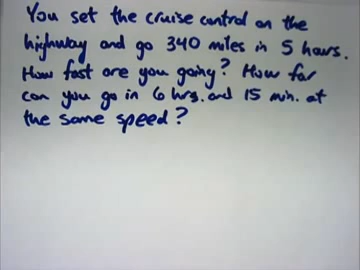 You set the cruise control on the
highway and go 340 miles in 5 hours.
How fast are you going? How far
can you go in 6 hrs. and 15 min. at
the same speed?